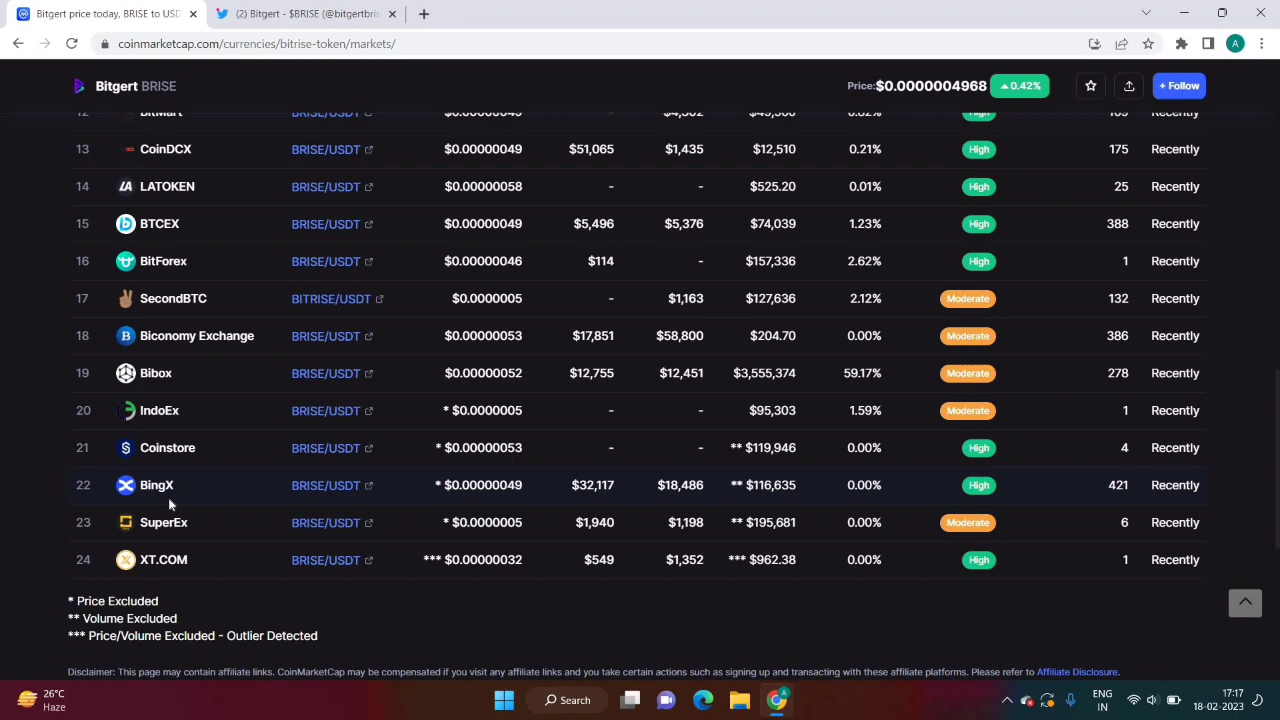 Bitgert price today, BRISE to USD
(2) Bitgert - $BRISE (@bitgertbris
coinmarketcap.com/currencies/bitrise-token/markets/
A
Bitgert BRISE
Price:$0.0000004968 0.42%
+ Follow
12 BitMart BRISE/USDT $0.00000049 - High Recently
13 CoinDCX BRISE/USDT $0.00000049 $51,065 $1,435 $12,510 0.21% High 175 Recently
14 LATOKEN BRISE/USDT $0.00000058 - - $525.20 0.01% High 25 Recently
15 BTCEX BRISE/USDT $0.00000049 $5,496 $5,376 $74,039 1.23% High 388 Recently
16 BitForex BRISE/USDT $0.00000046 $114 - $157,336 2.62% High 1 Recently
17 SecondBTC BITRISE/USDT $0.0000005 - $1,163 $127,636 2.12% Moderate 132 Recently
18 Biconomy Exchange BRISE/USDT $0.00000053 $17,851 $58,800 $204.70 0.00% Moderate 386 Recently
19 Bibox BRISE/USDT $0.00000052 $12,755 $12,451 $3,555,374 59.17% Moderate 278 Recently
20 IndoEx BRISE/USDT * $0.0000005 - - $95,303 1.59% Moderate 1 Recently
21 Coinstore BRISE/USDT * $0.00000053 - - ** $119,946 0.00% High 4 Recently
22 BingX BRISE/USDT * $0.00000049 $32,117 $18,486 ** $116,635 0.00% High 421 Recently
23 SuperEx BRISE/USDT * $0.0000005 $1,940 $1,198 ** $195,681 0.00% Moderate 6 Recently
24 XT.COM BRISE/USDT *** $0.00000032 $549 $1,352 *** $962.38 0.00% High 1 Recently
* Price Excluded
** Volume Excluded
*** Price/Volume Excluded - Outlier Detected
Disclaimer: This page may contain affiliate links. CoinMarketCap may be compensated if you visit any affiliate links and you take certain actions such as signing up and transacting with these affiliate platforms. Please refer to Affiliate Disclosure.
26°C
Haze
Search
ENG
IN
17:17
18-02-2023